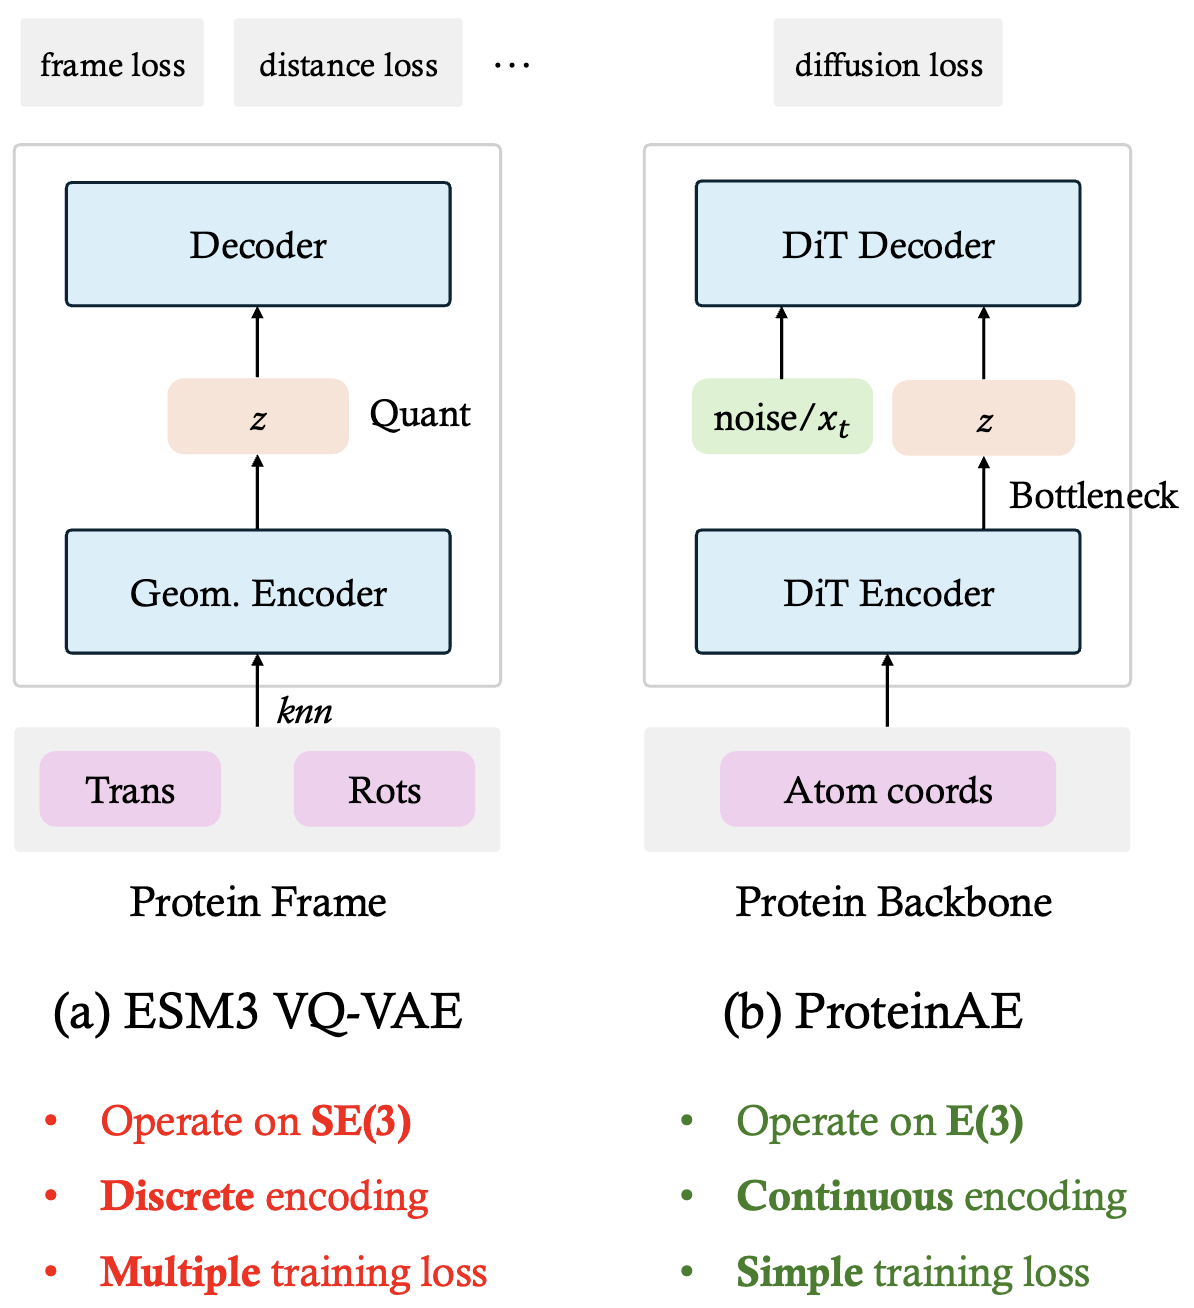 frame loss
distance loss
···
Decoder
z
Quant
Geom. Encoder
knn
Trans
Rots
Protein Frame
(a) ESM3 VQ-VAE
• Operate on SE(3)
• Discrete encoding
• Multiple training loss
diffusion loss
DiT Decoder
noise/xₜ
z
Bottleneck
DiT Encoder
Atom coords
Protein Backbone
(b) ProteinAE
• Operate on E(3)
• Continuous encoding
• Simple training loss